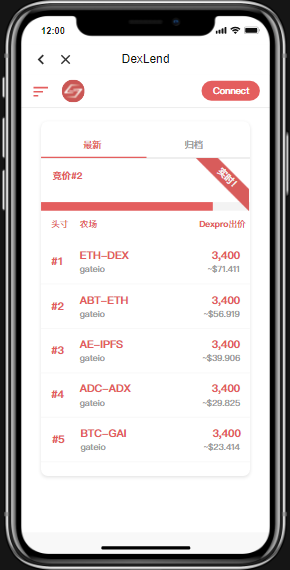 12:00
DexLend
Connect
最新 归档
竞价#2
实时!
头寸 农场 Dexpro出价
#1 ETH-DEX 3,400
gateio ~$71.411
#2 ABT-ETH 3,400
gateio ~$56.919
#3 AE-IPFS 3,400
gateio ~$39.906
#4 ADC-ADX 3,400
gateio ~$29.825
#5 BTC-GAI 3,400
gateio ~$23.414